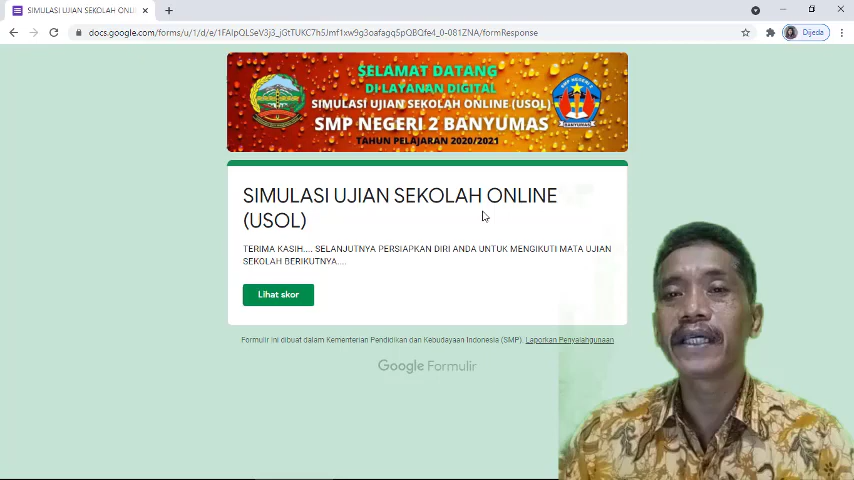 SIMULASI UJIAN SEKOLAH ONLI
docs.google.com/forms/u/1/d/e/1FAIpQLSeV3j3_jGtTUKC7h5Jmf1xw9g3oafagq5pQBQfe4_0-081ZNA/formResponse
Dijeda
SELAMAT DATANG
DI LAYANAN DIGITAL
SIMULASI UJIAN SEKOLAH ONLINE (USOL)
SMP NEGERI 2 BANYUMAS
TAHUN PELAJARAN 2020/2021
SIMULASI UJIAN SEKOLAH ONLINE
(USOL)
TERIMA KASIH.... SELANJUTNYA PERSIAPKAN DIRI ANDA UNTUK MENGIKUTI MATA UJIAN
SEKOLAH BERIKUTNYA....
Lihat skor
Formulir ini dibuat dalam Kementerian Pendidikan dan Kebudayaan Indonesia (SMP). Laporkan Penyalahgunaan
Google Formulir